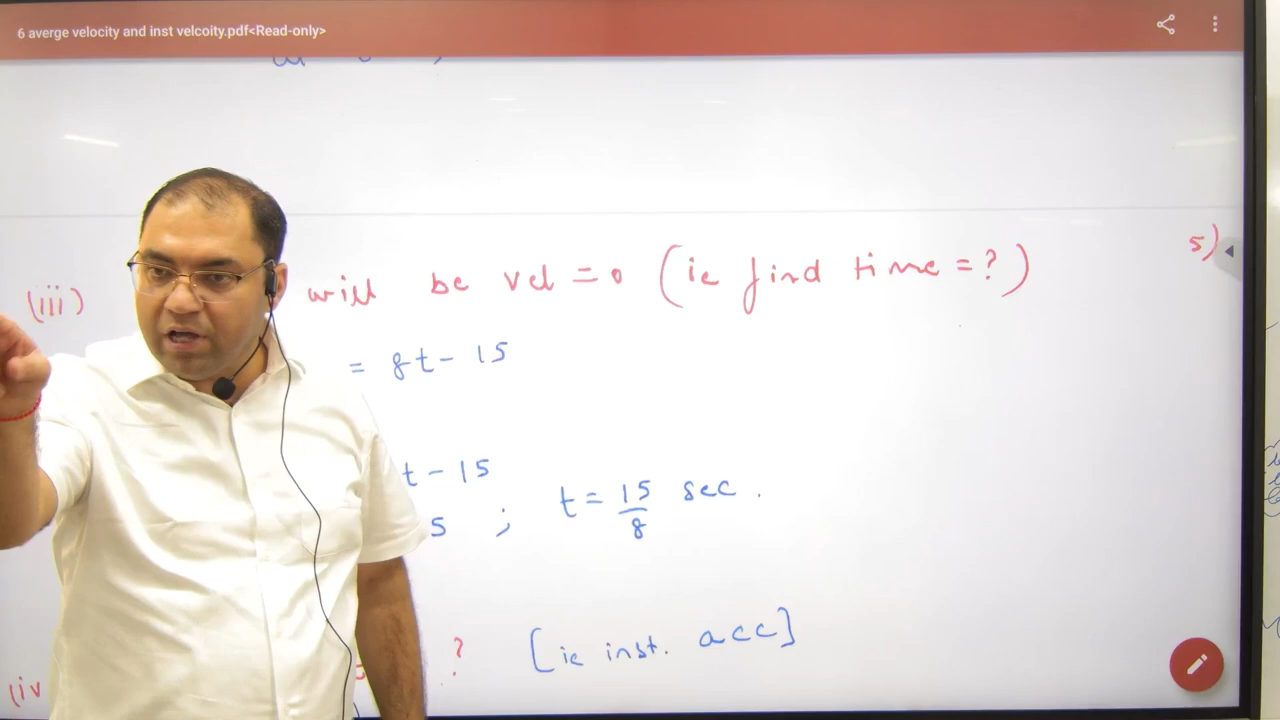 6 averge velocity and inst velcoity.pdf<Read-only>
5)
(iii) will be vel = 0 (ie find time = ?)
= 8t - 15
t - 15
5 ; t = 15/8 sec.
(iv ? [ie inst. acc]